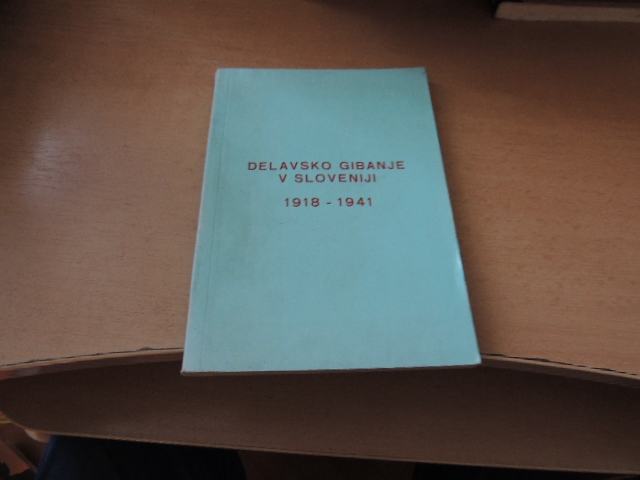 DELAVSKO GIBANJE
V SLOVENIJI
1918 - 1941